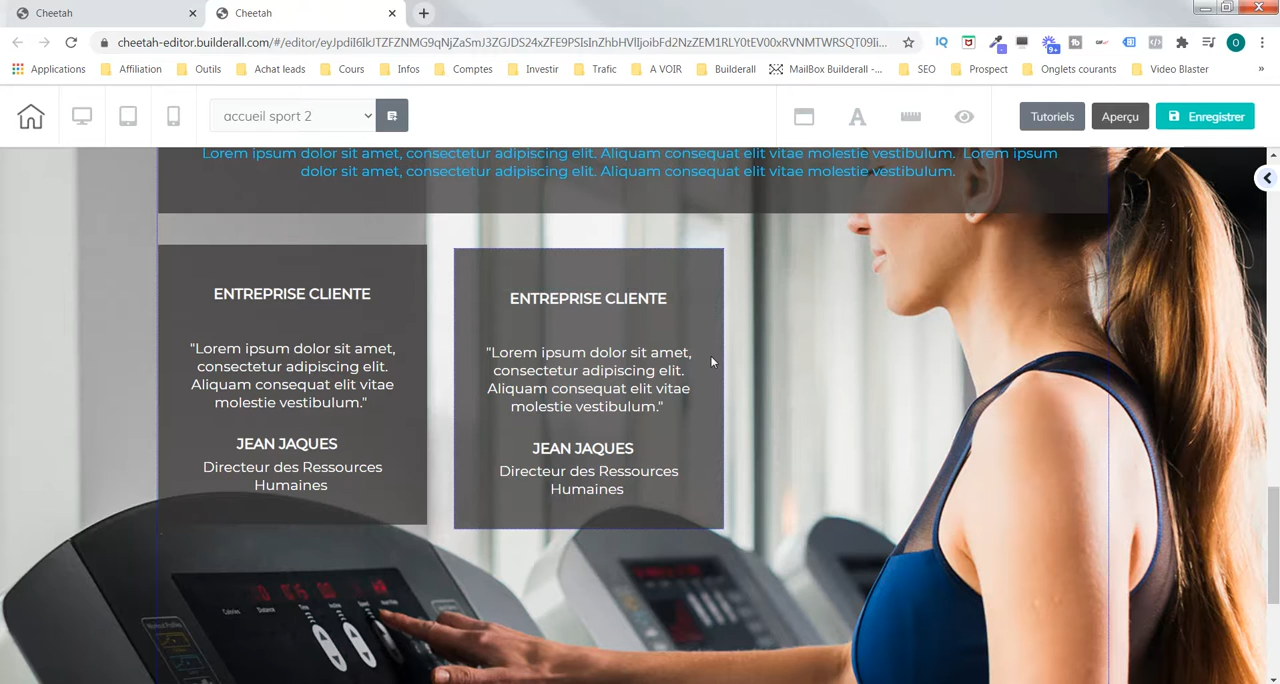 Cheetah
Cheetah
cheetah-editor.builderall.com/#/editor/
IQ
9+
O
Applications
Affiliation
Outils
Achat leads
Cours
Infos
Comptes
Investir
Trafic
A VOIR
Builderall
MailBox Builderall -...
SEO
Prospect
Onglets courants
Video Blaster
»
accueil sport 2
Tutoriels
Aperçu
Enregistrer
Lorem ipsum dolor sit amet, consectetur adipiscing elit. Aliquam consequat elit vitae molestie vestibulum. Lorem ipsum
dolor sit amet, consectetur adipiscing elit. Aliquam consequat elit vitae molestie vestibulum.
ENTREPRISE CLIENTE
"Lorem ipsum dolor sit amet,
consectetur adipiscing elit.
Aliquam consequat elit vitae
molestie vestibulum."
JEAN JAQUES
Directeur des Ressources
Humaines
ENTREPRISE CLIENTE
"Lorem ipsum dolor sit amet,
consectetur adipiscing elit.
Aliquam consequat elit vitae
molestie vestibulum."
JEAN JAQUES
Directeur des Ressources
Humaines
Calories
Distance
Time